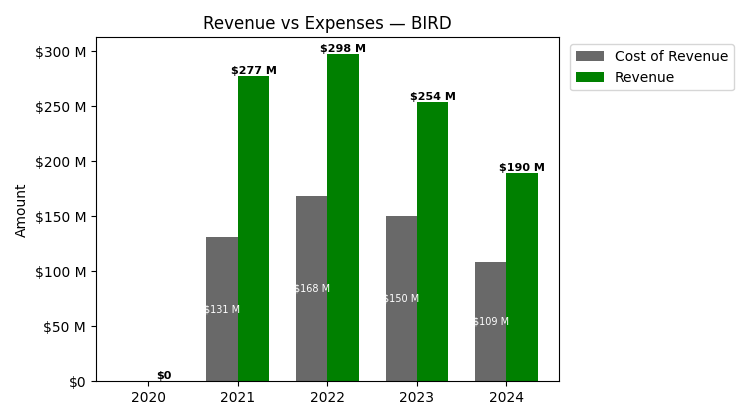 Revenue vs Expenses — BIRD
Cost of Revenue
Revenue
Amount
$300 M
$250 M
$200 M
$150 M
$100 M
$50 M
$0
$0
$131 M
$277 M
$168 M
$298 M
$150 M
$254 M
$109 M
$190 M
2020
2021
2022
2023
2024